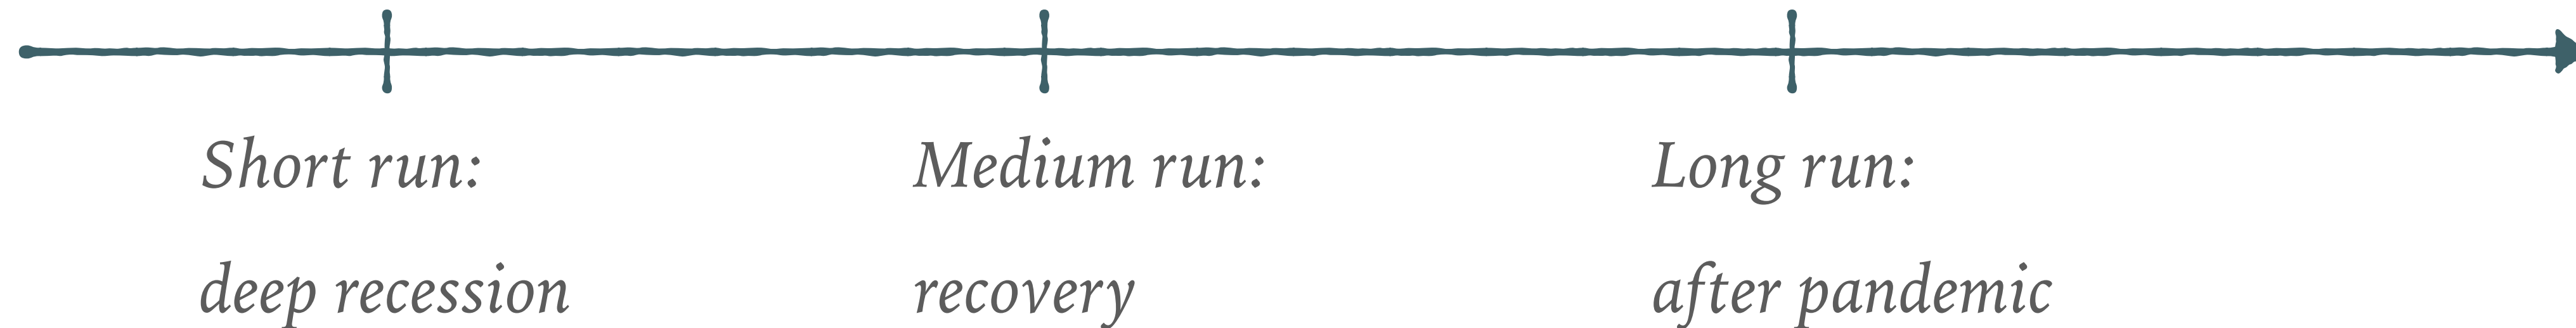 Short run:
deep recession
Medium run:
recovery
Long run:
after pandemic